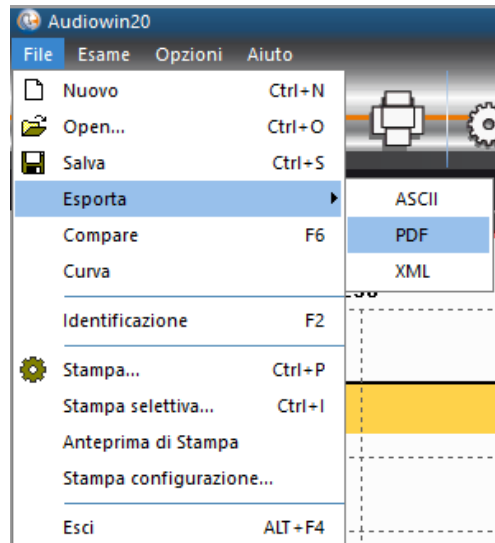 Audiowin20
File Esame Opzioni Aiuto
Nuovo Ctrl+N
Open... Ctrl+O
Salva Ctrl+S
Esporta ASCII
Compare F6 PDF
Curva XML
Identificazione F2
Stampa... Ctrl+P
Stampa selettiva... Ctrl+I
Anteprima di Stampa
Stampa configurazione...
Esci ALT+F4